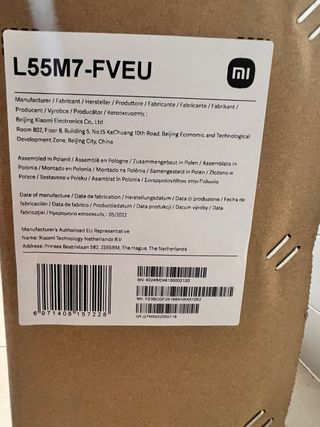 L55M7-FVEU
mi
Manufacturer / Fabricant / Hersteller / Produttore / Fabricante / Fabricante / Fabrikant /
Producent / Výrobce / Producător / Κατασκευαστής:
Beijing Xiaomi Electronics Co., Ltd
Room 802, Floor 8, Building 5, No.15 KeChuang 10th Road, Beijing Economic and Technological
Development Zone, Beijing City, China
Assembled in Poland / Assemblé en Pologne / Zusammengebaut in Polen / Assemblato in
Polonia / Montado en Polonia / Montado na Polónia / Samengesteld in Polen / Złożono w
Polsce / Sestaveno v Polsku / Asamblat în Polonia / Συναρμολογήθηκε στην Πολωνία
Date of manufacture / Date de fabrication / Herstellungsdatum / Data di produzione / Fecha de
fabricación / Data de fabrico / Productiedatum / Data produkcji / Datum výroby / Data
fabricației / Ημερομηνία κατασκευής : 05/2022
Manufacturer's Authorized EU Representative
Name: Xiaomi Technology Netherlands B.V
Address: Prinses Beatrixlaan 582, 2595BM, The Hague, The Netherlands
6 971408 157228
SN:
MN: